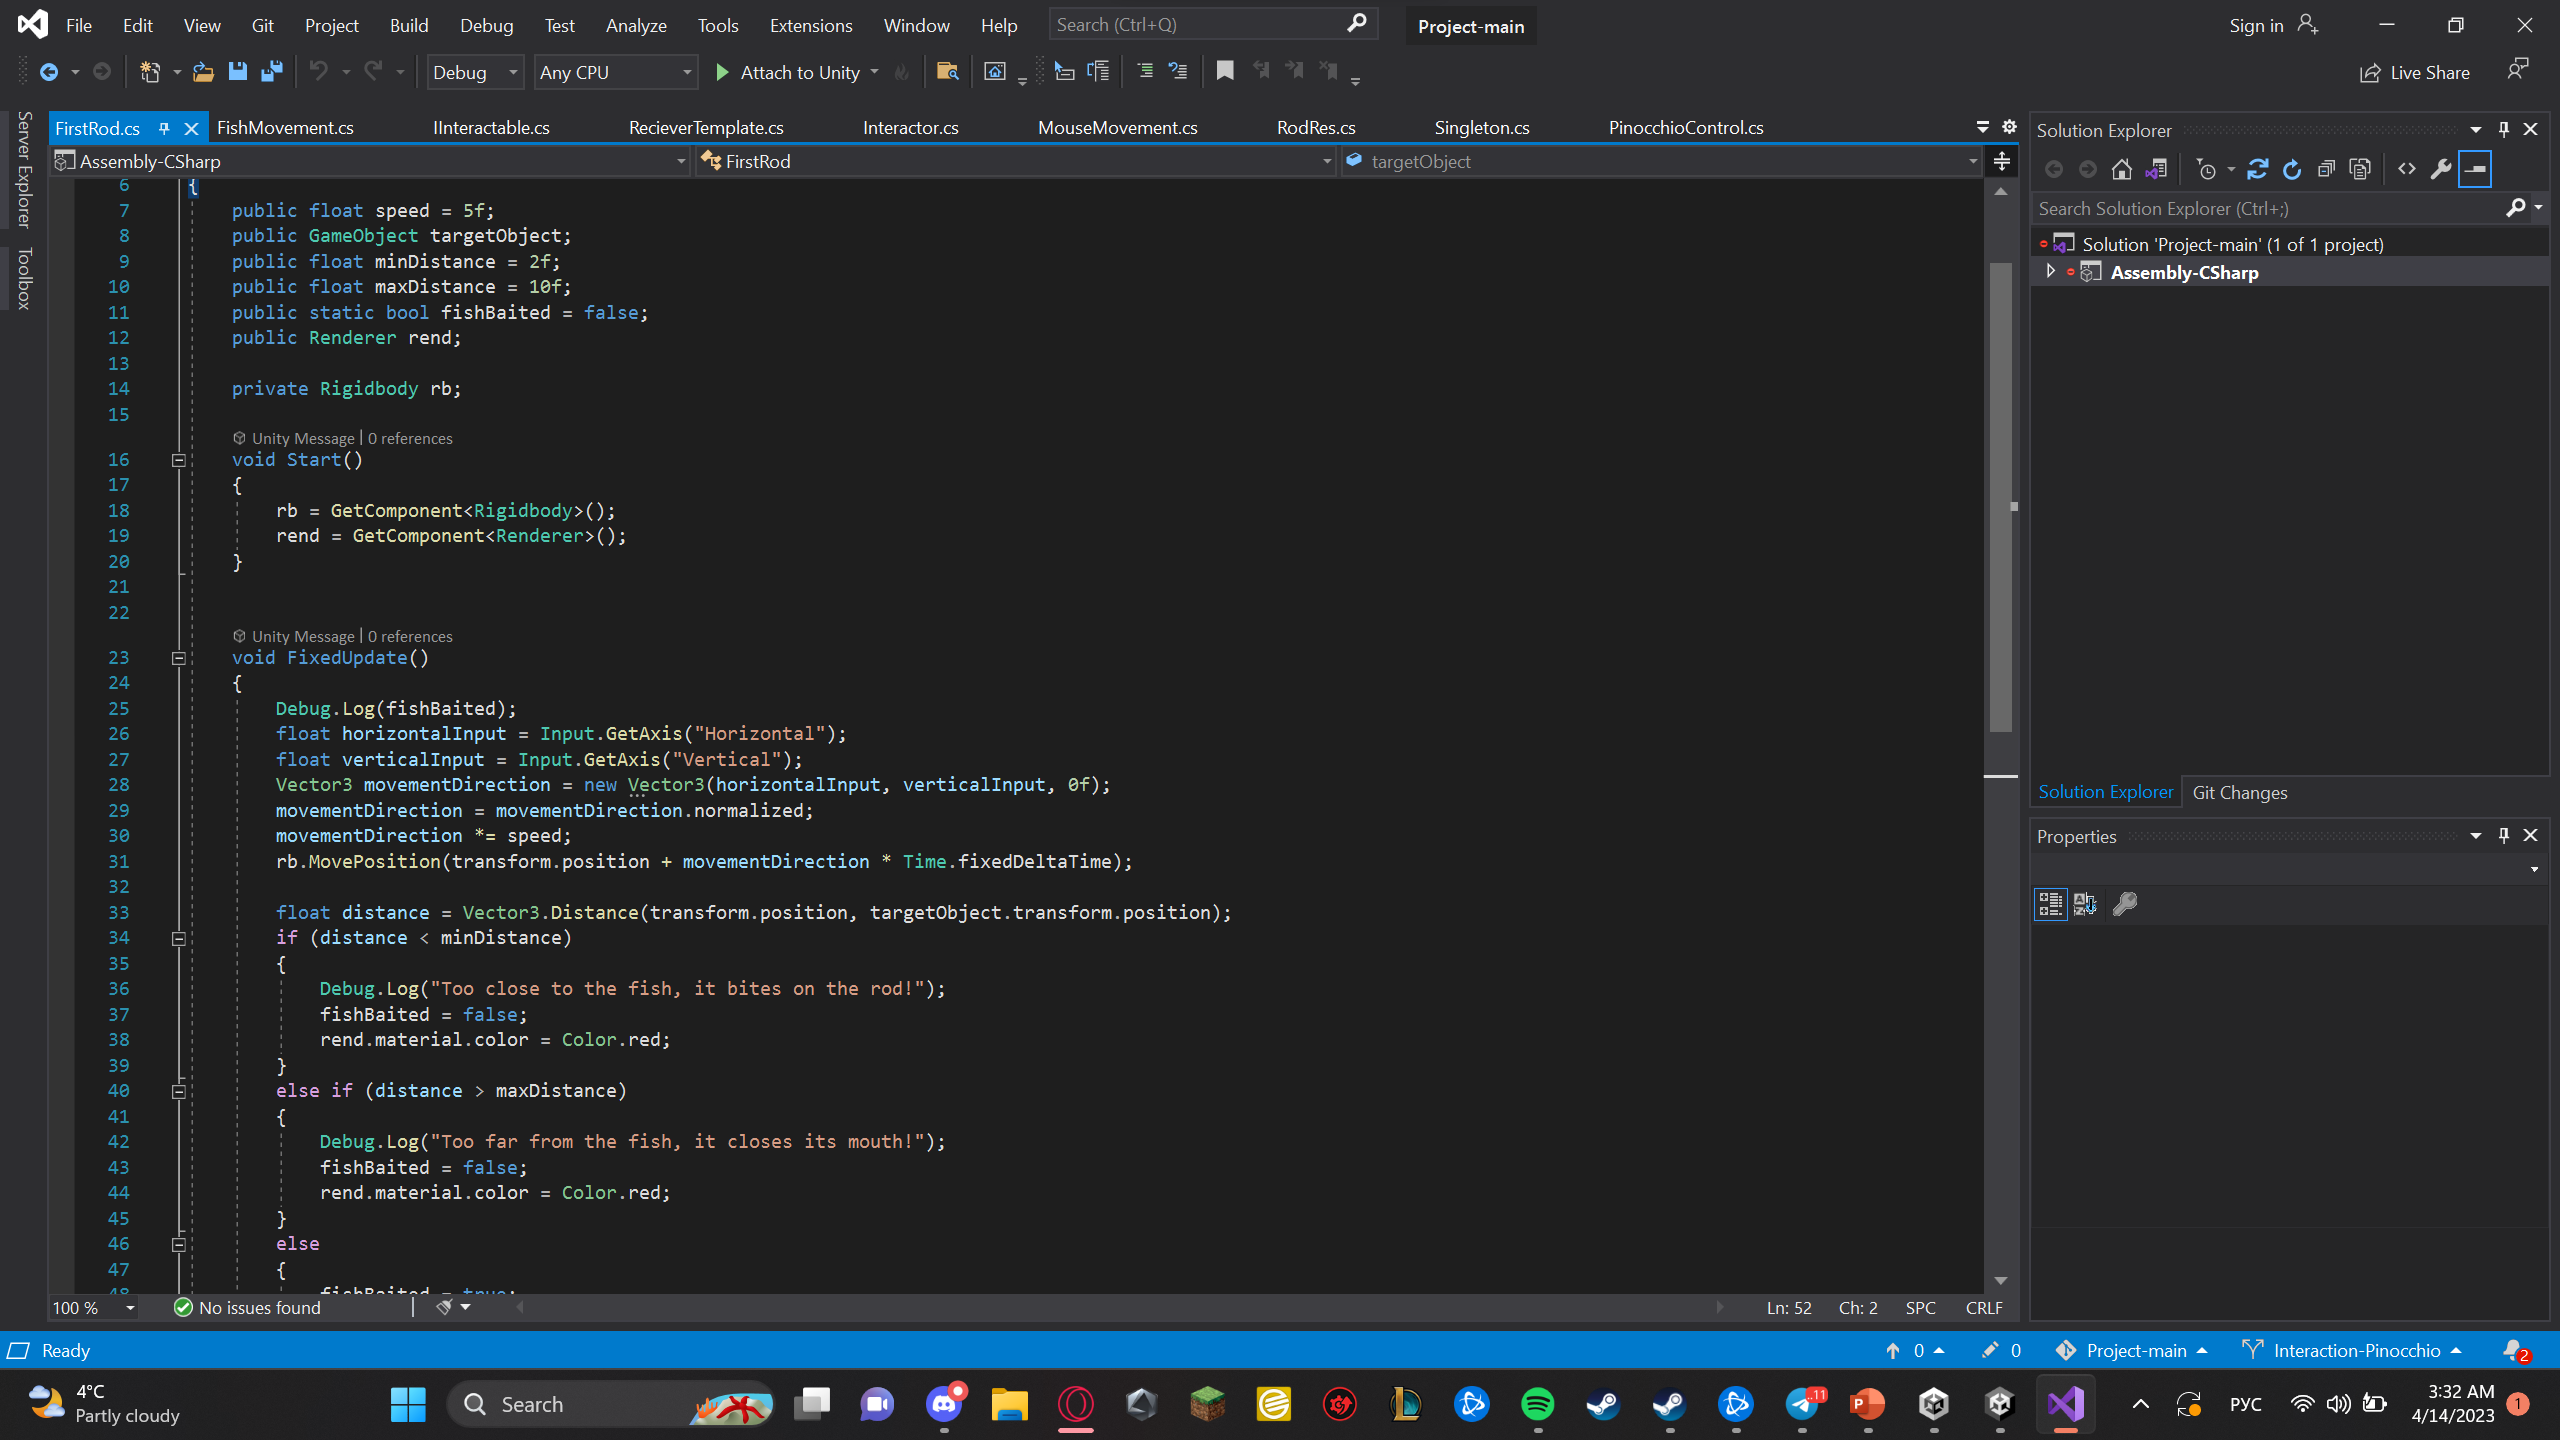 File Edit View Git Project Build Debug Test Analyze Tools Extensions Window Help Search (Ctrl+Q) Project-main Sign in
Debug Any CPU Attach to Unity Live Share
Server Explorer
Toolbox
FirstRod.cs FishMovement.cs IInteractable.cs RecieverTemplate.cs Interactor.cs MouseMovement.cs RodRes.cs Singleton.cs PinocchioControl.cs
Assembly-CSharp FirstRod targetObject
6 {
7 public float speed = 5f;
8 public GameObject targetObject;
9 public float minDistance = 2f;
10 public float maxDistance = 10f;
11 public static bool fishBaited = false;
12 public Renderer rend;
13
14 private Rigidbody rb;
15
Unity Message | 0 references
16 void Start()
17 {
18 rb = GetComponent<Rigidbody>();
19 rend = GetComponent<Renderer>();
20 }
21
22
Unity Message | 0 references
23 void FixedUpdate()
24 {
25 Debug.Log(fishBaited);
26 float horizontalInput = Input.GetAxis("Horizontal");
27 float verticalInput = Input.GetAxis("Vertical");
28 Vector3 movementDirection = new Vector3(horizontalInput, verticalInput, 0f);
29 movementDirection = movementDirection.normalized;
30 movementDirection *= speed;
31 rb.MovePosition(transform.position + movementDirection * Time.fixedDeltaTime);
32
33 float distance = Vector3.Distance(transform.position, targetObject.transform.position);
34 if (distance < minDistance)
35 {
36 Debug.Log("Too close to the fish, it bites on the rod!");
37 fishBaited = false;
38 rend.material.color = Color.red;
39 }
40 else if (distance > maxDistance)
41 {
42 Debug.Log("Too far from the fish, it closes its mouth!");
43 fishBaited = false;
44 rend.material.color = Color.red;
45 }
46 else
47 {
48 fishBaited = true;
100 % No issues found Ln: 52 Ch: 2 SPC CRLF
Solution Explorer
Search Solution Explorer (Ctrl+;)
Solution 'Project-main' (1 of 1 project)
Assembly-CSharp
Solution Explorer Git Changes
Properties
Ready 0 0 Project-main Interaction-Pinocchio 2
4°C
Partly cloudy
Search
11
РУС
3:32 AM
4/14/2023
1